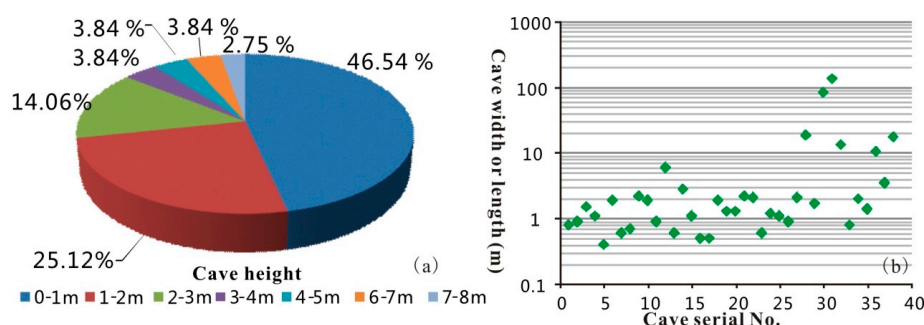 3.84 %
3.84 %
2.75 %
3.84%
46.54 %
14.06%
25.12%
Cave height
(a)
0-1m 1-2m 2-3m 3-4m 4-5m 6-7m 7-8m
Cave width or length (m)
1000
100
10
1
0.1
0 5 10 15 20 25 30 35 40
(b)
Cave serial No.